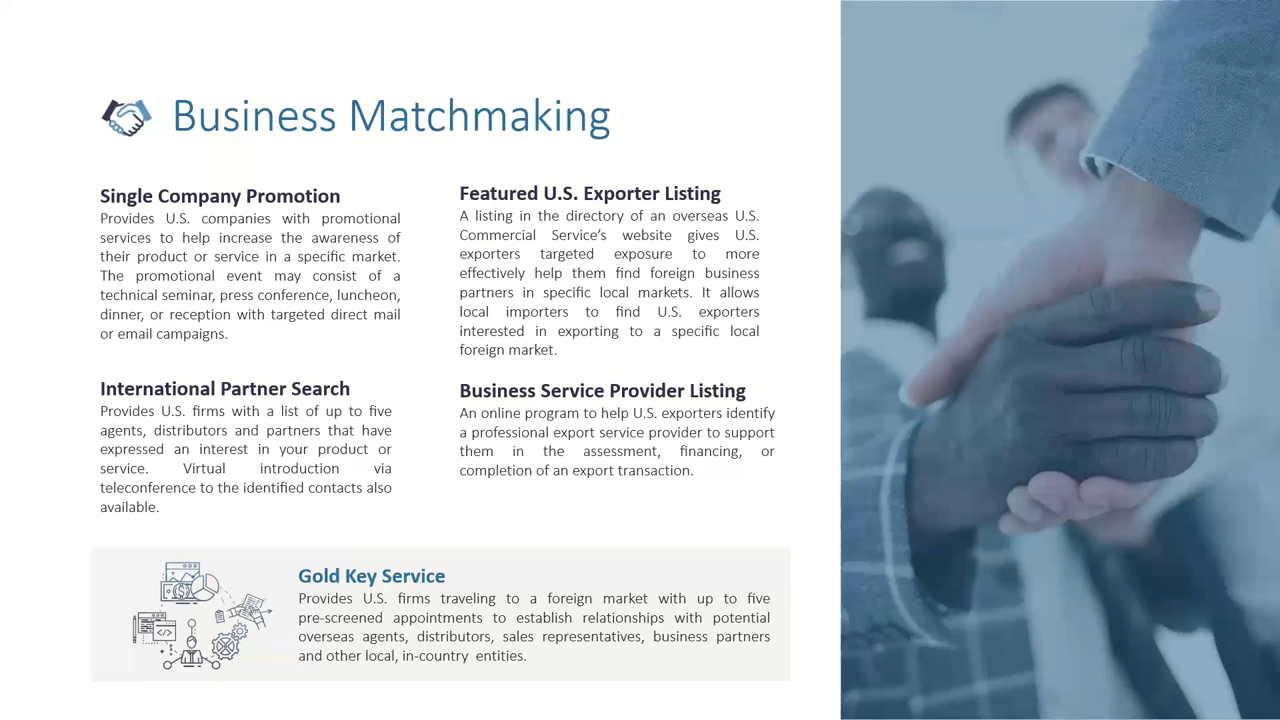 Business Matchmaking
Single Company Promotion
Provides U.S. companies with promotional
services to help increase the awareness of
their product or service in a specific market.
The promotional event may consist of a
technical seminar, press conference, luncheon,
dinner, or reception with targeted direct mail
or email campaigns.
International Partner Search
Provides U.S. firms with a list of up to five
agents, distributors and partners that have
expressed an interest in your product or
service. Virtual introduction via
teleconference to the identified contacts also
available.
Featured U.S. Exporter Listing
A listing in the directory of an overseas U.S.
Commercial Service's website gives U.S.
exporters targeted exposure to more
effectively help them find foreign business
partners in specific local markets. It allows
local importers to find U.S. exporters
interested in exporting to a specific local
foreign market.
Business Service Provider Listing
An online program to help U.S. exporters identify
a professional export service provider to support
them in the assessment, financing, or
completion of an export transaction.
Gold Key Service
Provides U.S. firms traveling to a foreign market with up to five
pre-screened appointments to establish relationships with potential
overseas agents, distributors, sales representatives, business partners
and other local, in-country entities.